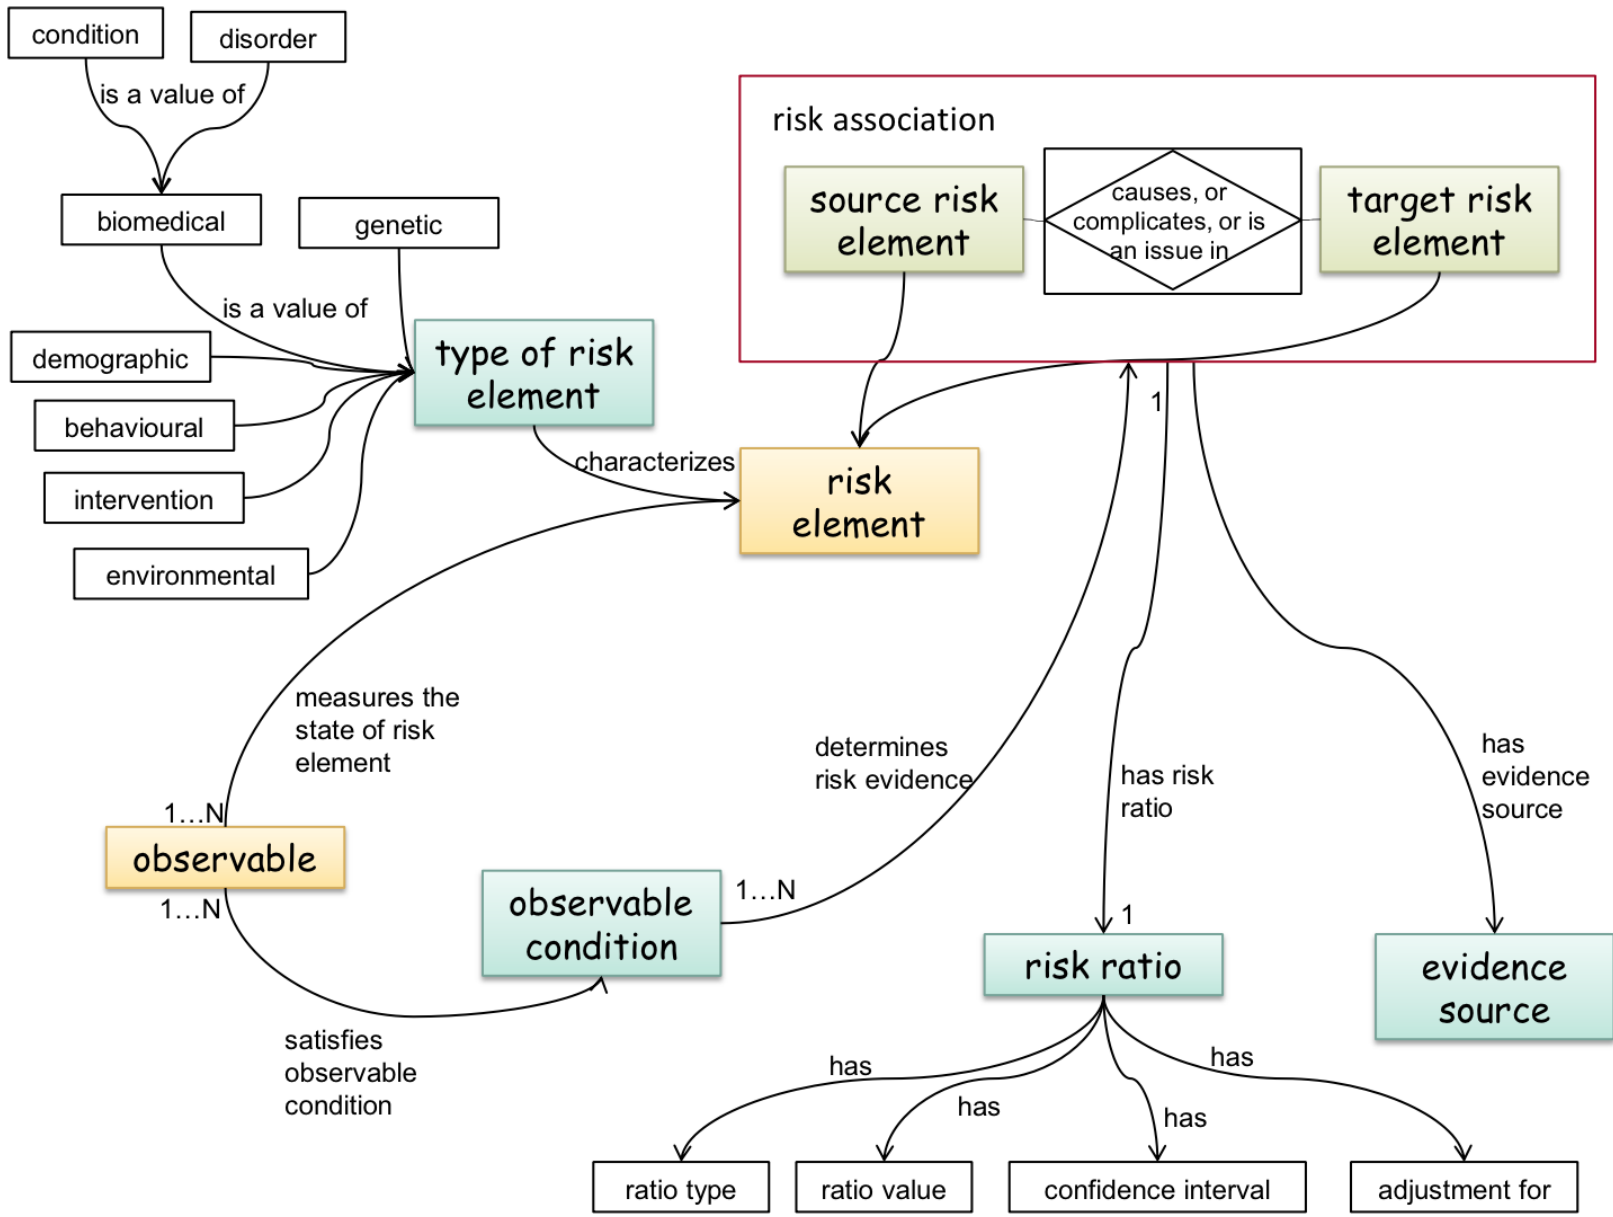 condition
disorder
is a value of
biomedical
genetic
is a value of
demographic
behavioural
intervention
environmental
type of risk
element
characterizes
risk association
source risk
element
causes, or
complicates, or is
an issue in
target risk
element
1
risk
element
measures the
state of risk
element
1...N
observable
1...N
satisfies
observable
condition
observable
condition
1...N
determines
risk evidence
has risk
ratio
1
has
evidence
source
risk ratio
evidence
source
has
has
has
has
ratio type
ratio value
confidence interval
adjustment for